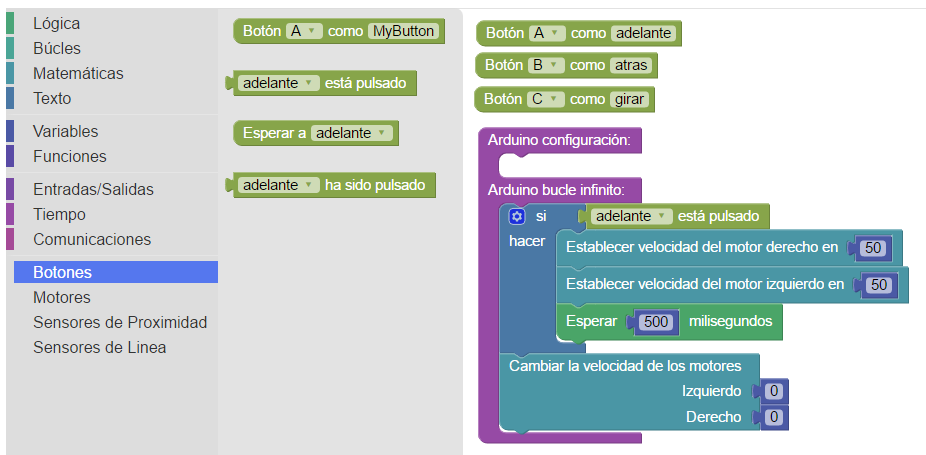 Lógica
Búcles
Matemáticas
Texto
Variables
Funciones
Entradas/Salidas
Tiempo
Comunicaciones
Botones
Motores
Sensores de Proximidad
Sensores de Linea
Botón A como MyButton
adelante está pulsado
Esperar a adelante
adelante ha sido pulsado
Botón A como adelante
Botón B como atras
Botón C como girar
Arduino configuración:
Arduino bucle infinito:
si adelante está pulsado
hacer Establecer velocidad del motor derecho en 50
Establecer velocidad del motor izquierdo en 50
Esperar 500 milisegundos
Cambiar la velocidad de los motores
Izquierdo 0
Derecho 0